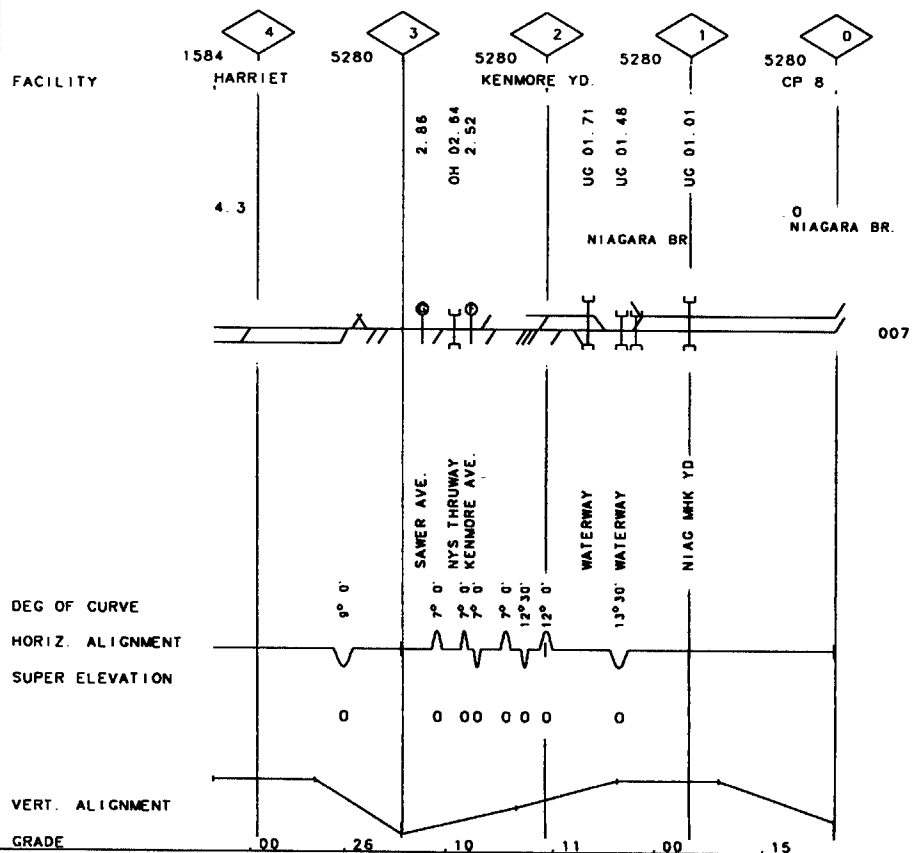 4 3 2 1 0
1584 5280 5280 5280 5280
FACILITY HARRIET KENMORE YD. CP 8
2.86
OH 02.64
2.52
UG 01.71
UG 01.48
UG 01.01
4.3
0
NIAGARA BR. NIAGARA BR.
G F
007
SAWER AVE.
NYS THRUWAY
KENMORE AVE.
WATERWAY
WATERWAY
NIAG MHK YD
DEG OF CURVE 9° 0' 7° 0' 7° 0' 7° 0' 7° 0' 12°30' 12° 0' 13°30'
HORIZ. ALIGNMENT
SUPER ELEVATION
0 0 0 0 0 0 0 0
VERT. ALIGNMENT
GRADE .00 .26 .10 .11 .00 .15